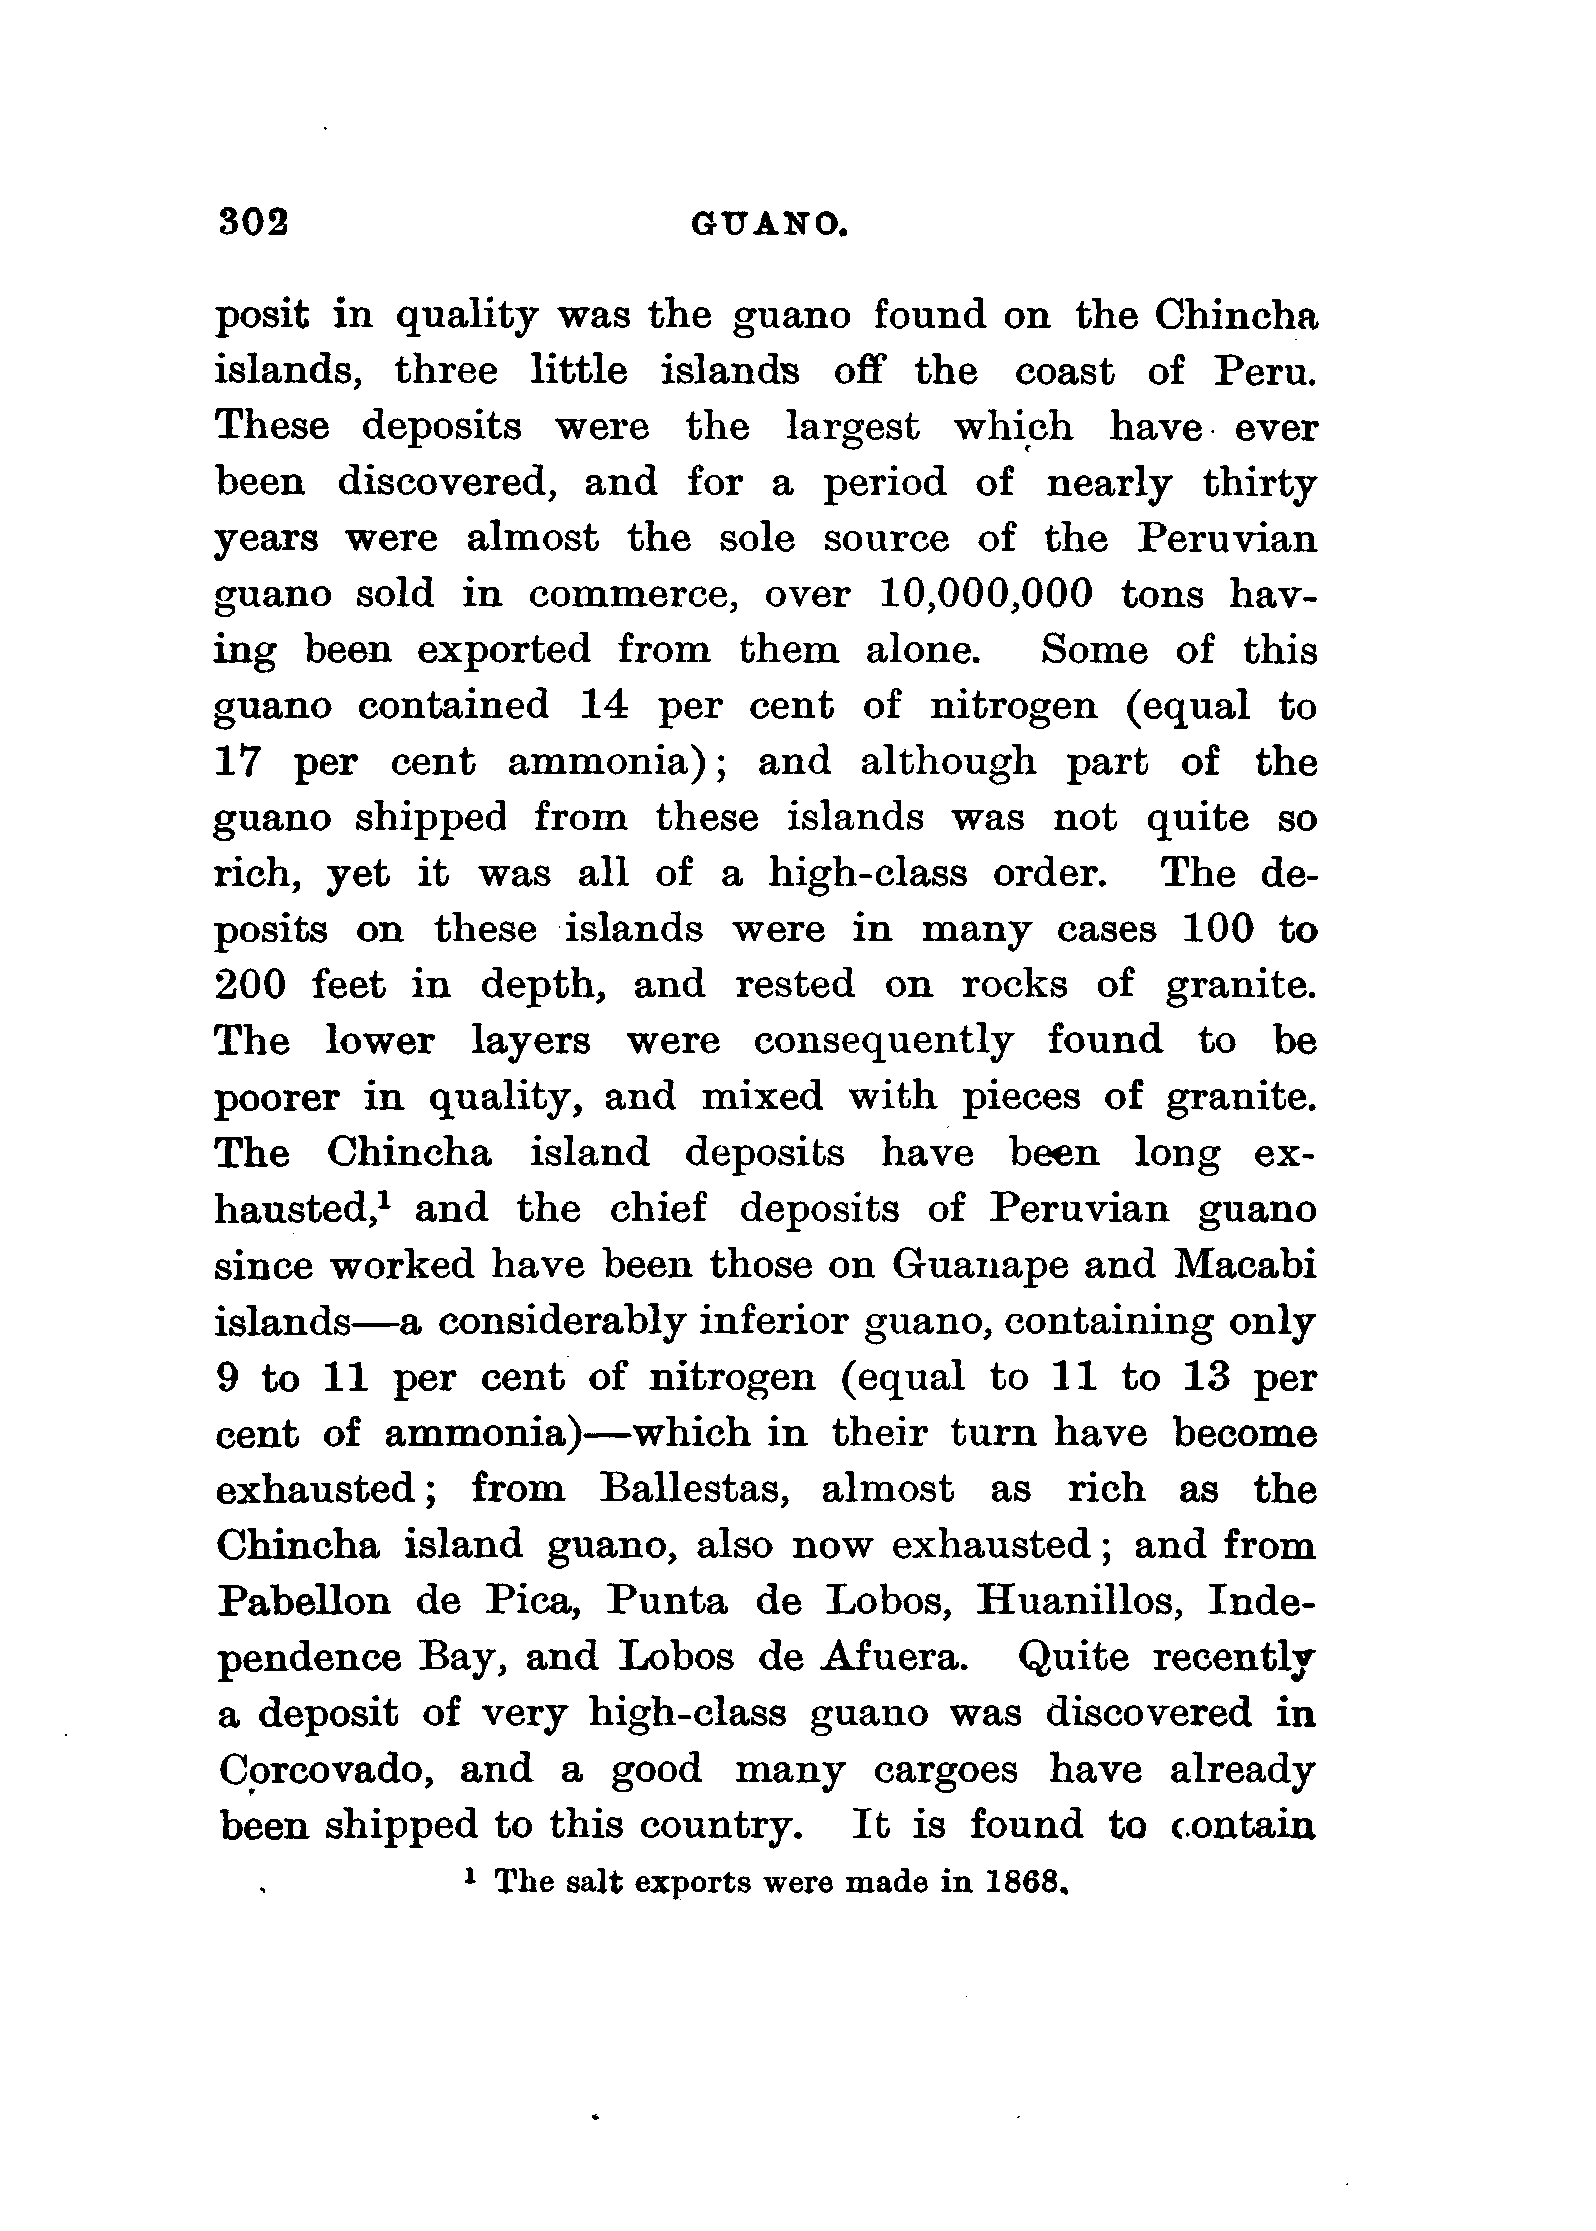 302 GUANO.
posit in quality was the guano found on the Chincha
islands, three little islands off the coast of Peru.
These deposits were the largest which have ever
been discovered, and for a period of nearly thirty
years were almost the sole source of the Peruvian
guano sold in commerce, over 10,000,000 tons hav-
ing been exported from them alone. Some of this
guano contained 14 per cent of nitrogen (equal to
17 per cent ammonia); and although part of the
guano shipped from these islands was not quite so
rich, yet it was all of a high-class order. The de-
posits on these islands were in many cases 100 to
200 feet in depth, and rested on rocks of granite.
The lower layers were consequently found to be
poorer in quality, and mixed with pieces of granite.
The Chincha island deposits have been long ex-
hausted,¹ and the chief deposits of Peruvian guano
since worked have been those on Guanape and Macabi
islands—a considerably inferior guano, containing only
9 to 11 per cent of nitrogen (equal to 11 to 13 per
cent of ammonia)—which in their turn have become
exhausted; from Ballestas, almost as rich as the
Chincha island guano, also now exhausted; and from
Pabellon de Pica, Punta de Lobos, Huanillos, Inde-
pendence Bay, and Lobos de Afuera. Quite recently
a deposit of very high-class guano was discovered in
Corcovado, and a good many cargoes have already
been shipped to this country. It is found to contain
¹ The salt exports were made in 1868.